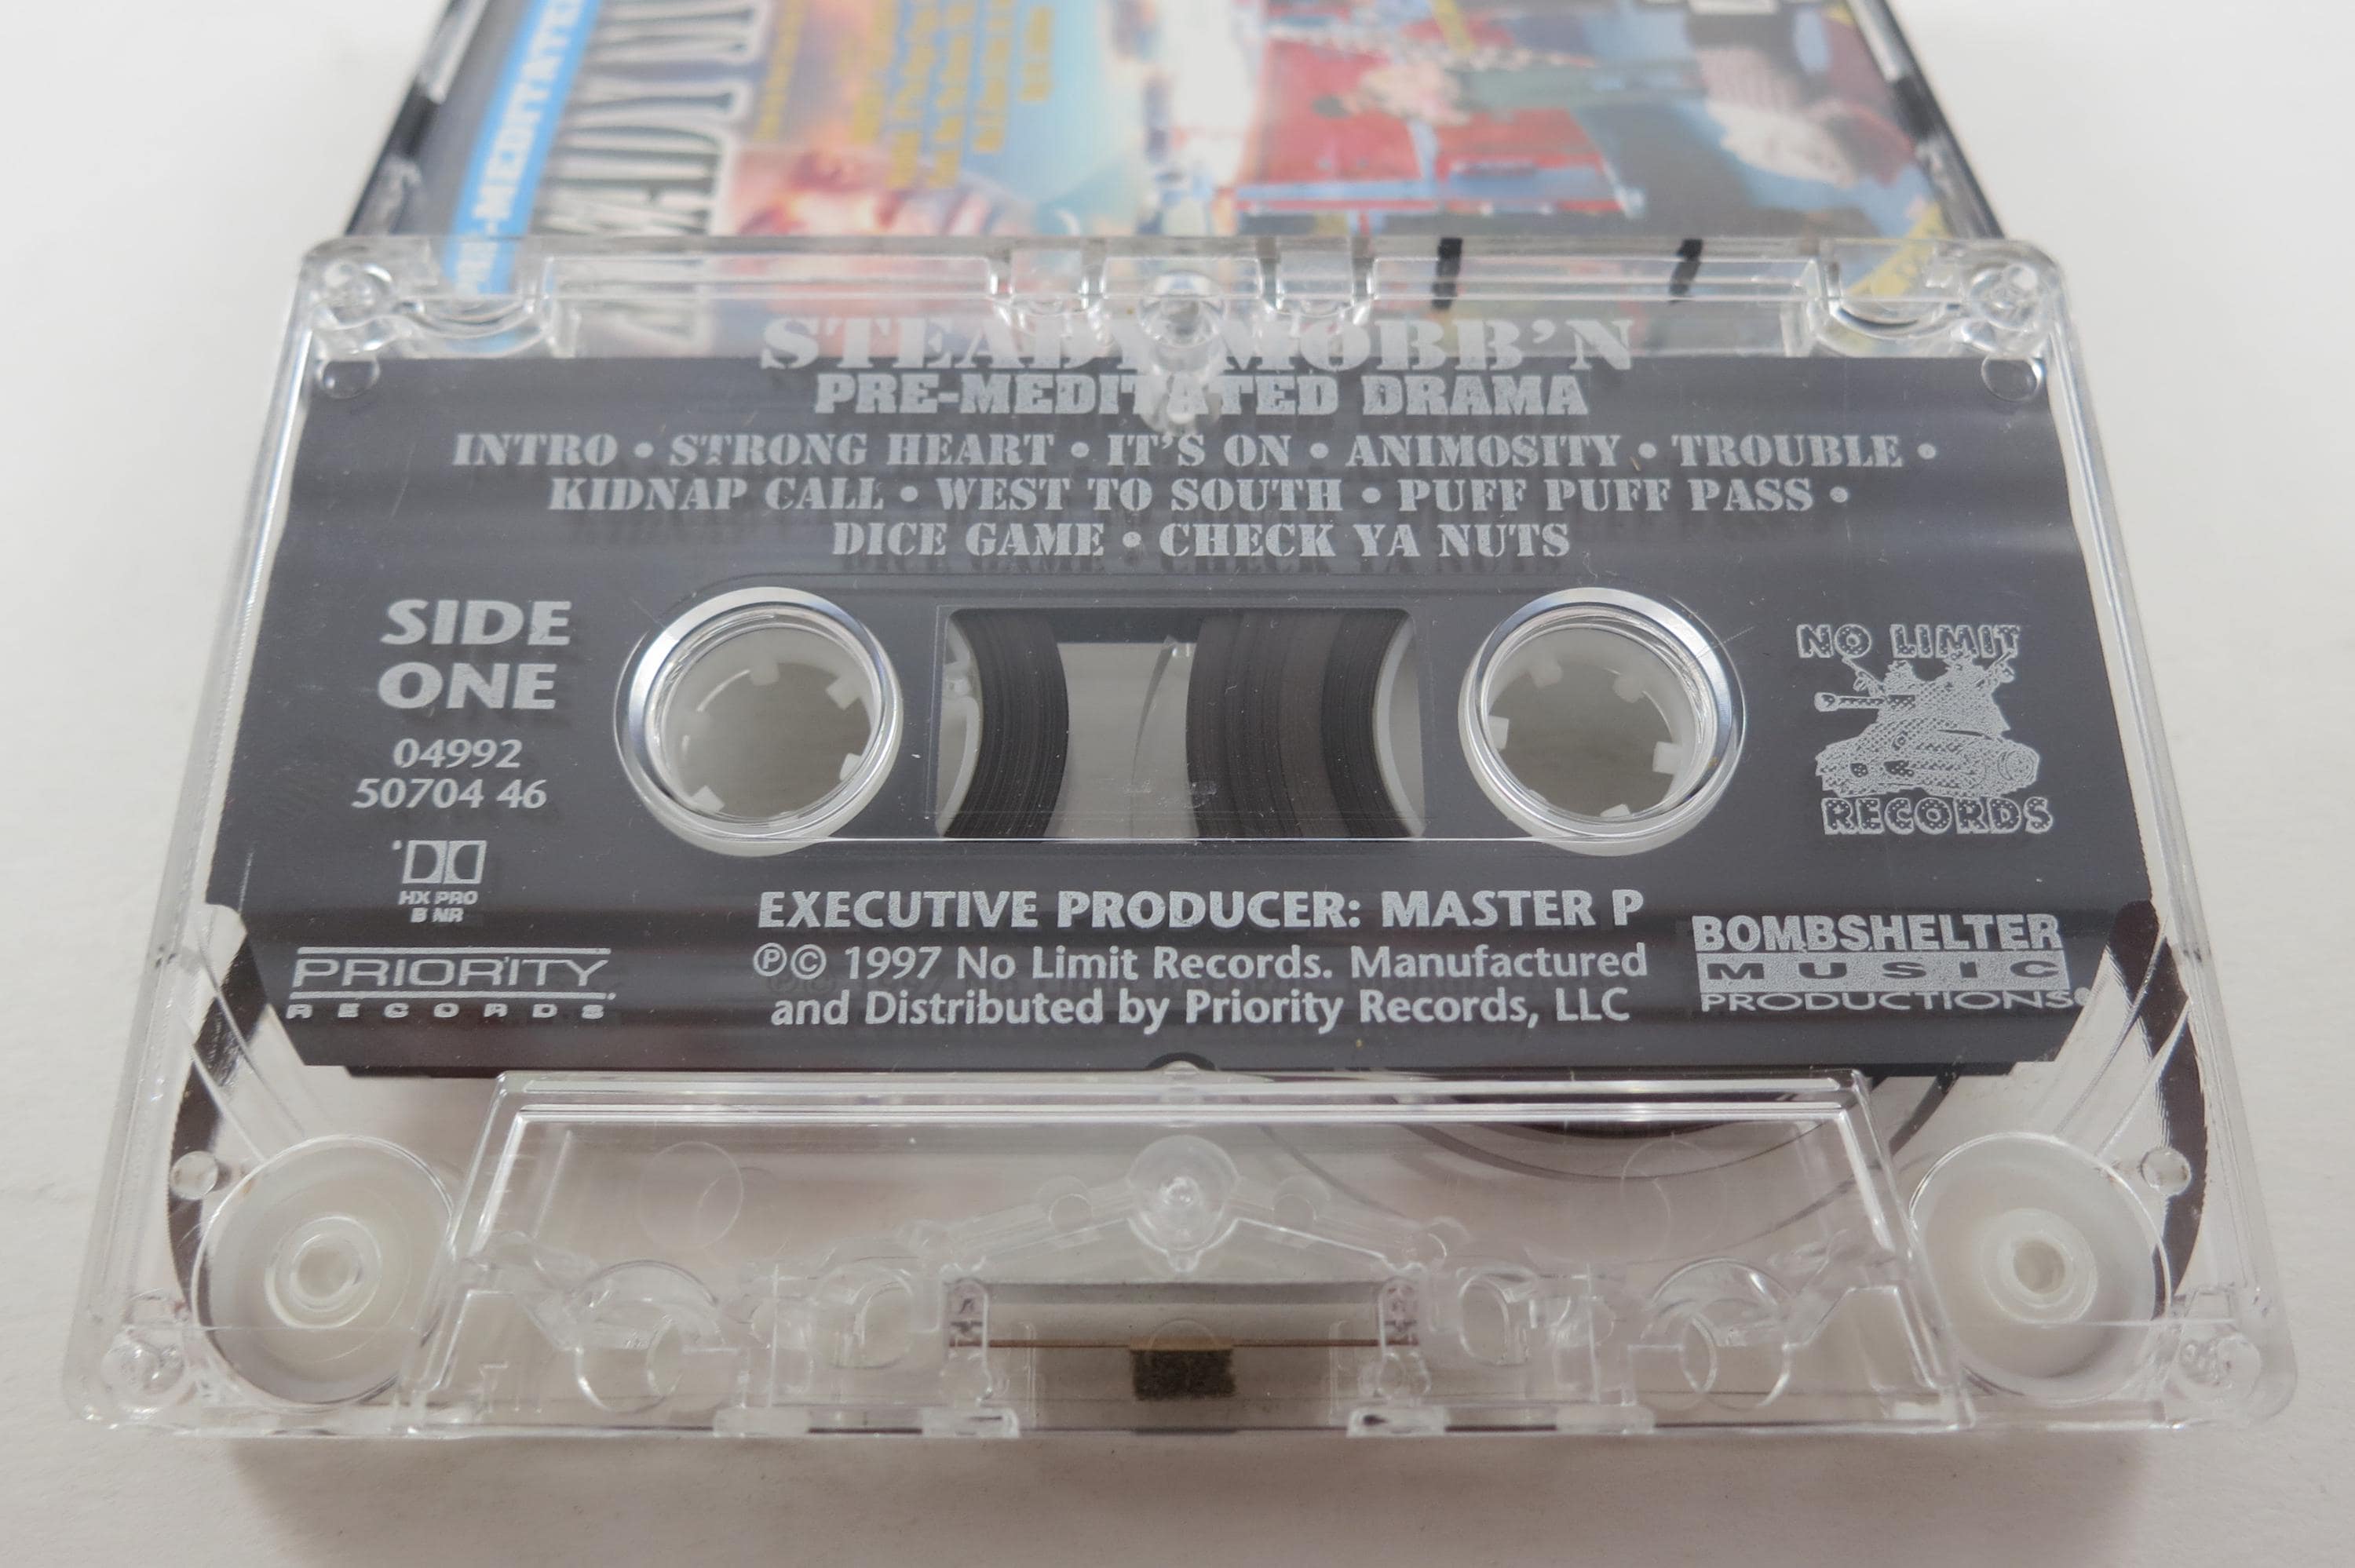 PRE-MEDITATED
STEADY MOBB'N
PRE-MEDITATED DRAMA
INTRO • STRONG HEART • IT'S ON • ANIMOSITY • TROUBLE •
KIDNAP CALL • WEST TO SOUTH • PUFF PUFF PASS •
DICE GAME • CHECK YA NUTS
SIDE
ONE
04992
50704 46
HX PRO
B NR
PRIORITY
RECORDS
NO LIMIT
RECORDS
EXECUTIVE PRODUCER: MASTER P
℗© 1997 No Limit Records. Manufactured
and Distributed by Priority Records, LLC
BOMBSHELTER
MUSIC
PRODUCTIONS